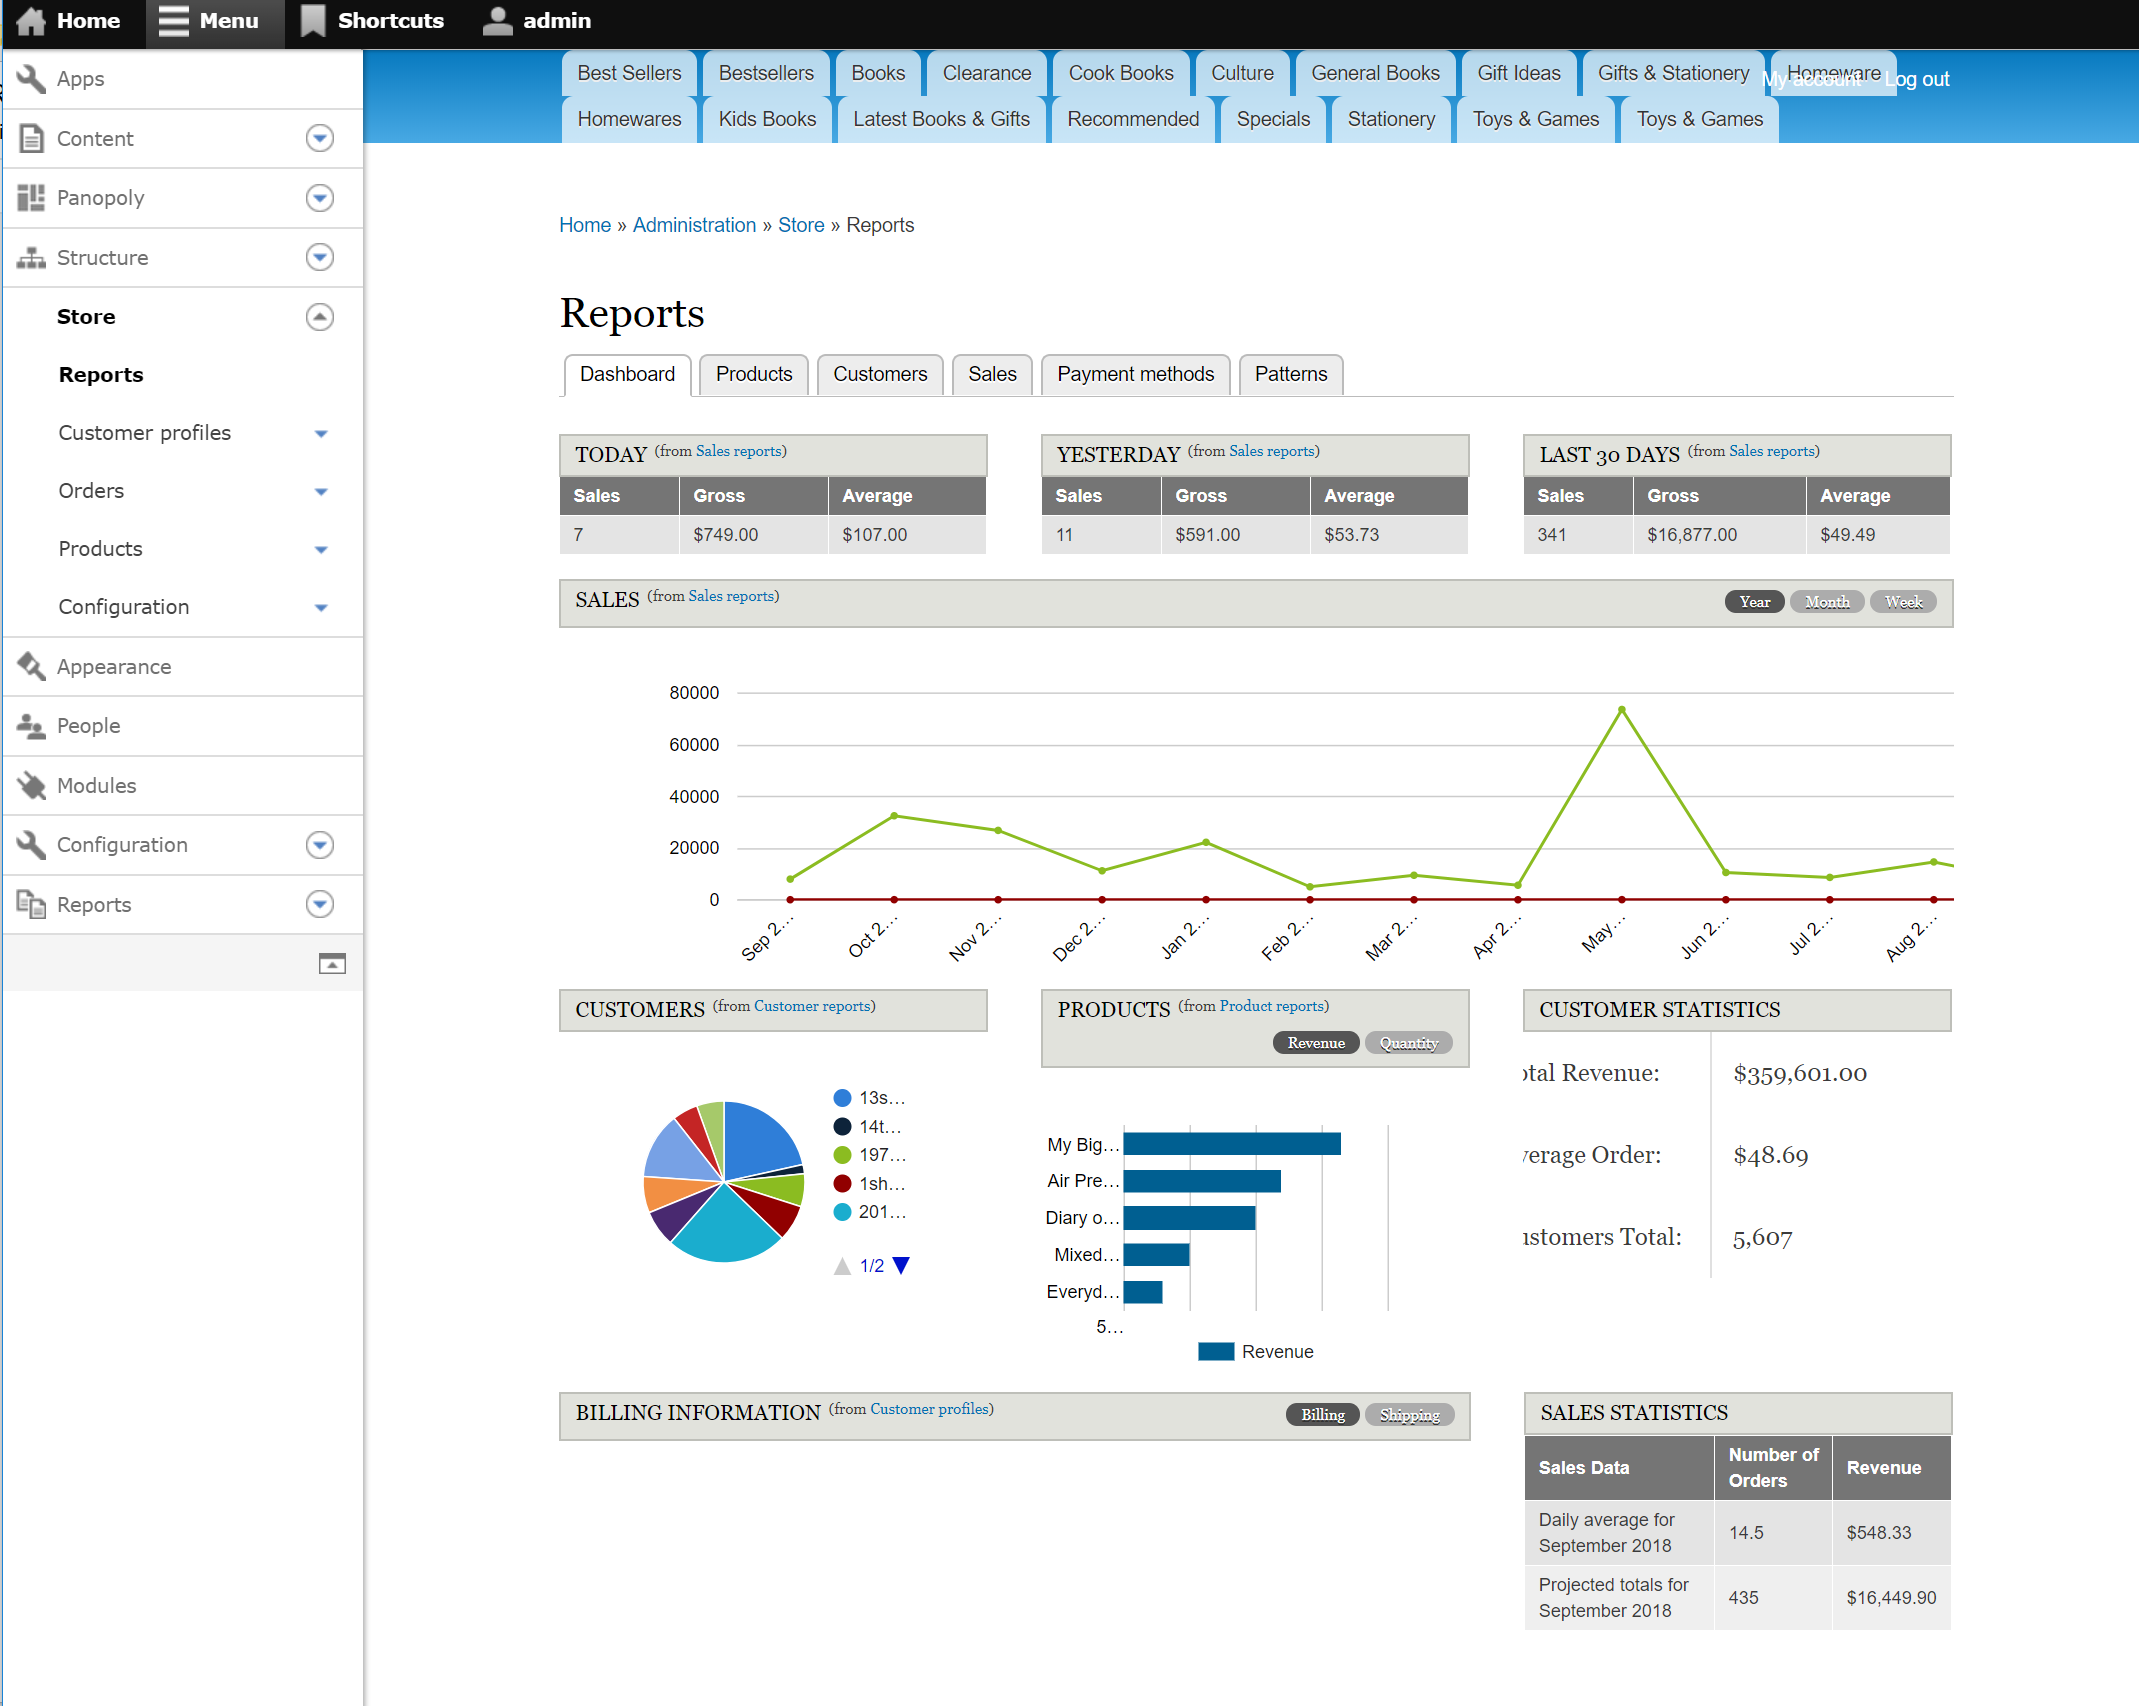 Home Menu Shortcuts admin
Apps
Content
Panopoly
Structure
Store
Reports
Customer profiles
Orders
Products
Configuration
Appearance
People
Modules
Configuration
Reports
Best Sellers Bestsellers Books Clearance Cook Books Culture General Books Gift Ideas Gifts & Stationery Homeware
My account Log out
Homewares Kids Books Latest Books & Gifts Recommended Specials Stationery Toys & Games Toys & Games
Home » Administration » Store » Reports
Reports
Dashboard Products Customers Sales Payment methods Patterns
TODAY (from Sales reports)
Sales Gross Average
7 $749.00 $107.00
YESTERDAY (from Sales reports)
Sales Gross Average
11 $591.00 $53.73
LAST 30 DAYS (from Sales reports)
Sales Gross Average
341 $16,877.00 $49.49
SALES (from Sales reports) Year Month Week
80000
60000
40000
20000
0
Sep 2... Oct 2... Nov 2... Dec 2... Jan 2... Feb 2... Mar 2... Apr 2... May... Jun 2... Jul 2... Aug 2...
CUSTOMERS (from Customer reports)
13s...
14t...
197...
1sh...
201...
1/2
PRODUCTS (from Product reports)
Revenue Quantity
My Big...
Air Pre...
Diary o...
Mixed...
Everyd...
5...
Revenue
CUSTOMER STATISTICS
otal Revenue: $359,601.00
verage Order: $48.69
ustomers Total: 5,607
BILLING INFORMATION (from Customer profiles) Billing Shipping
SALES STATISTICS
Sales Data Number of Orders Revenue
Daily average for September 2018 14.5 $548.33
Projected totals for September 2018 435 $16,449.90